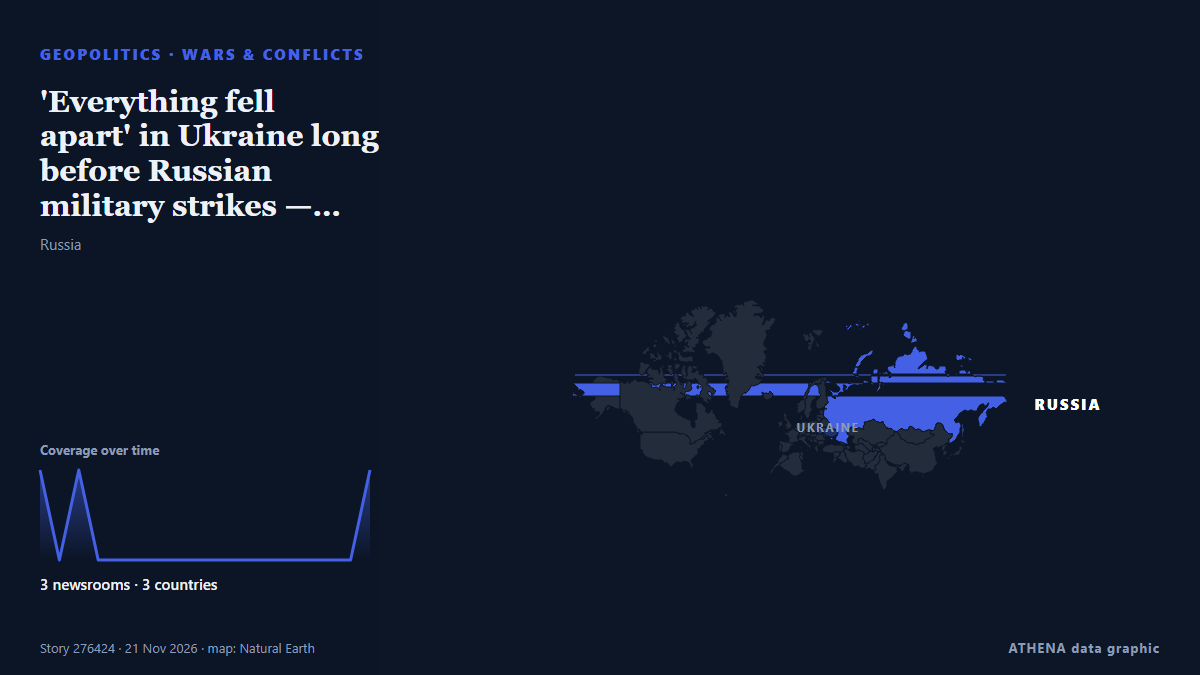 GEOPOLITICS · WARS & CONFLICTS
'Everything fell
apart' in Ukraine long
before Russian
military strikes —...
Russia
RUSSIA
UKRAINE
Coverage over time
3 newsrooms · 3 countries
Story 276424 · 21 Nov 2026 · map: Natural Earth
ATHENA data graphic